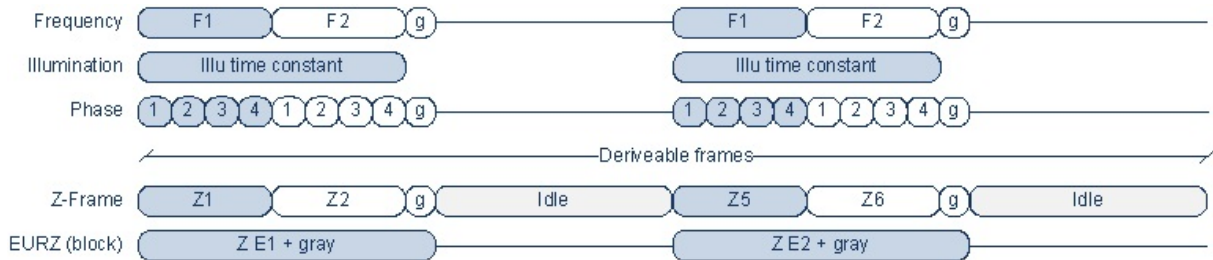 Frequency F1 F2 g F1 F2 g
Illumination Illu time constant Illu time constant
Phase 1 2 3 4 1 2 3 4 g 1 2 3 4 1 2 3 4 g
Deriveable frames
Z-Frame Z1 Z2 g Idle Z5 Z6 g Idle
EURZ (block) Z E1 + gray Z E2 + gray